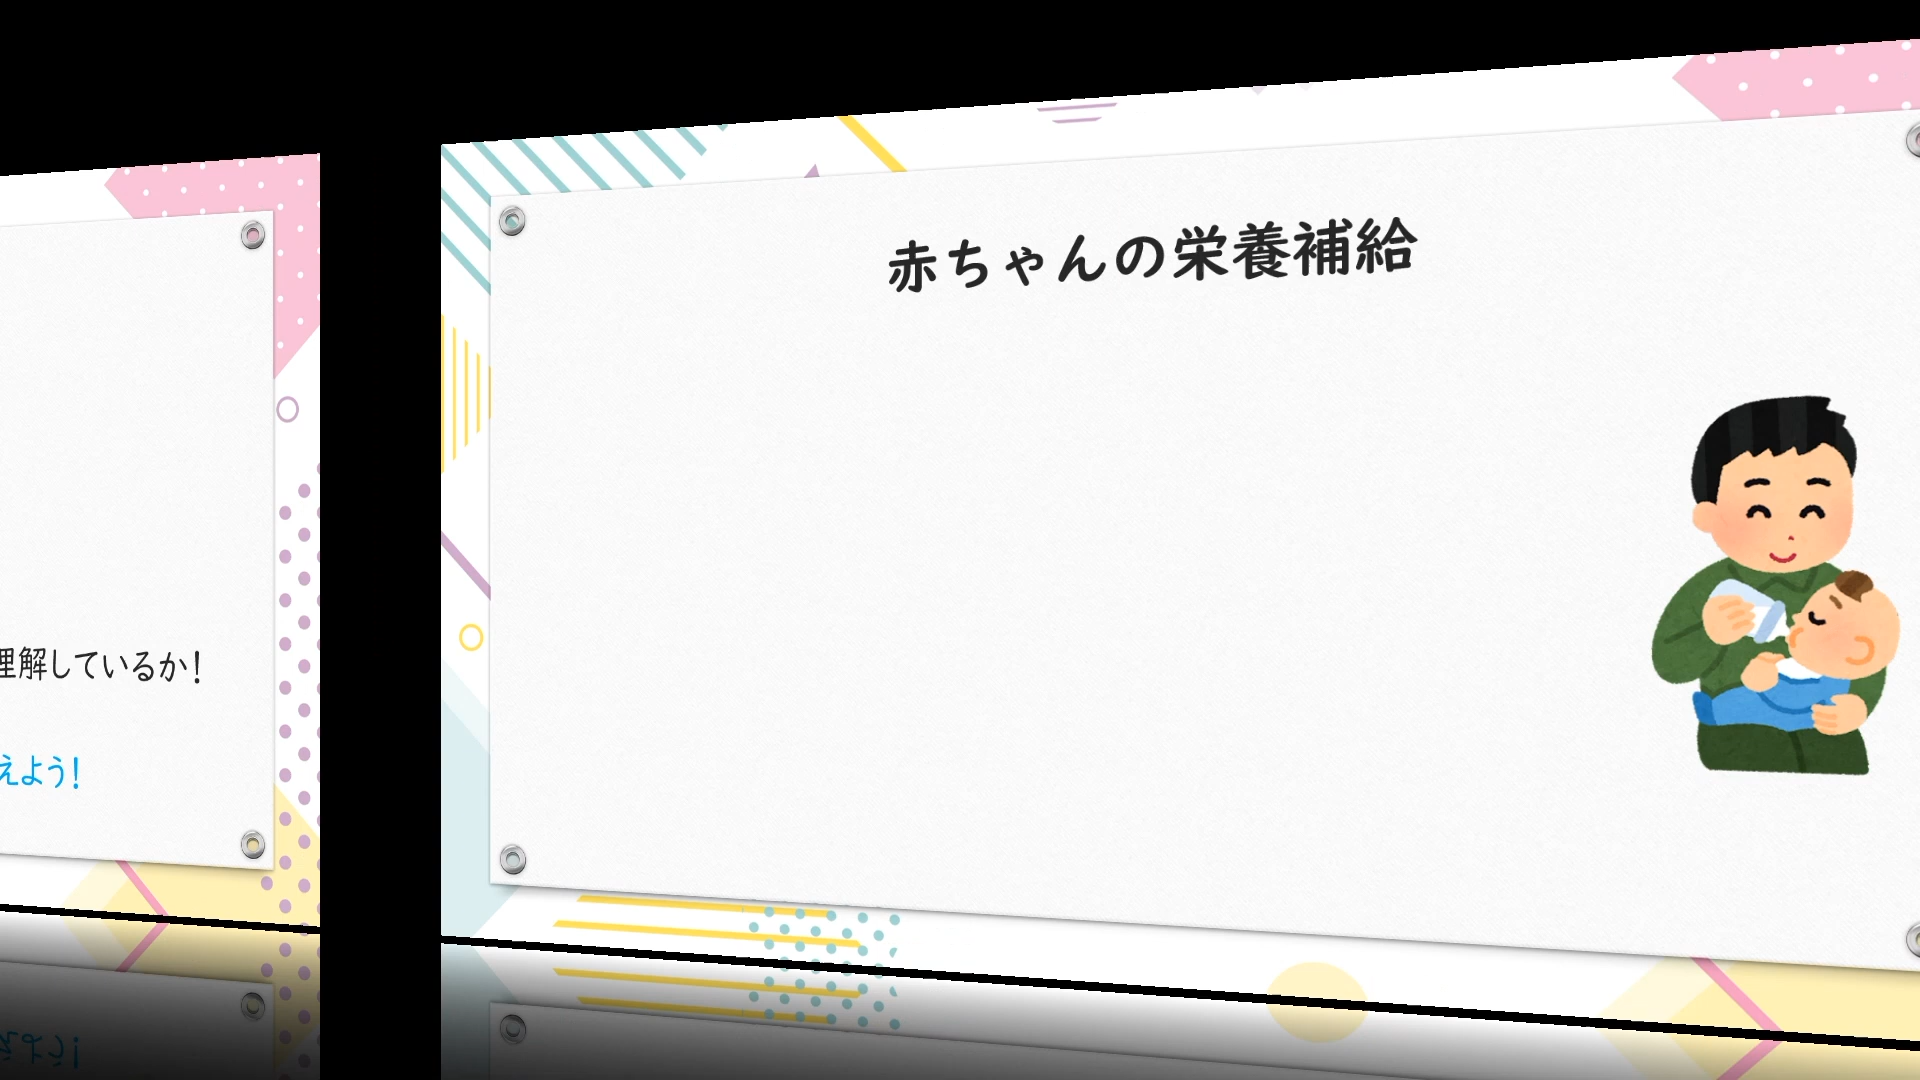 赤ちゃんの栄養補給
理解しているか！
えよう！